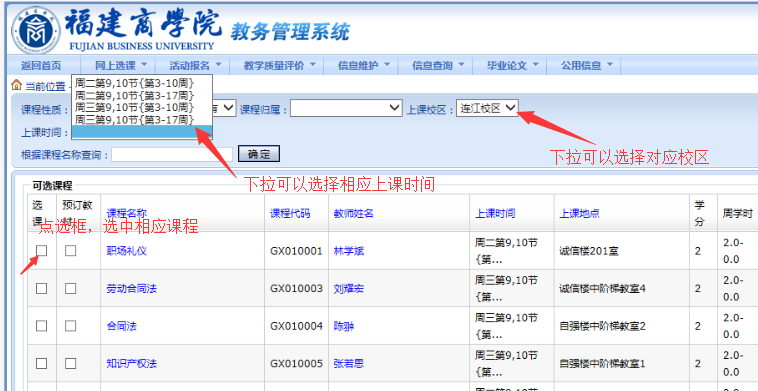 福建商学院 教务管理系统
FUJIAN BUSINESS UNIVERSITY
返回首页 网上选课 活动报名 教学质量评价 信息维护 信息查询 毕业论文 公用信息
当前位置
周二第9,10节{第3-10周}
周二第9,10节{第3-17周}
周三第9,10节{第3-10周}
周三第9,10节{第3-17周}
课程性质： 有 课程归属： 上课校区： 连江校区
上课时间：
下拉可以选择对应校区
根据课程名称查询： 确定
下拉可以选择相应上课时间
可选课程
选课 预订教材 课程名称 课程代码 教师姓名 上课时间 上课地点 学分 周学时
点选框，选中相应课程
职场礼仪 GX010001 林学斌 周二第9,10节{第... 诚信楼201室 2 2.0-0.0
劳动合同法 GX010003 刘耀宏 周三第9,10节{第... 诚信楼中阶梯教室4 2 2.0-0.0
合同法 GX010004 陈翀 周三第9,10节{第... 自强楼中阶梯教室2 2 2.0-0.0
知识产权法 GX010005 张若思 周三第9,10节{第... 自强楼中阶梯教室1 2 2.0-0.0